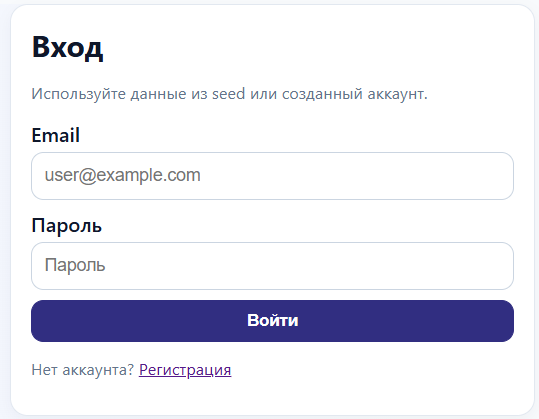 Вход
Используйте данные из seed или созданный аккаунт.
Email
user@example.com
Пароль
Пароль
Войти
Нет аккаунта? Регистрация